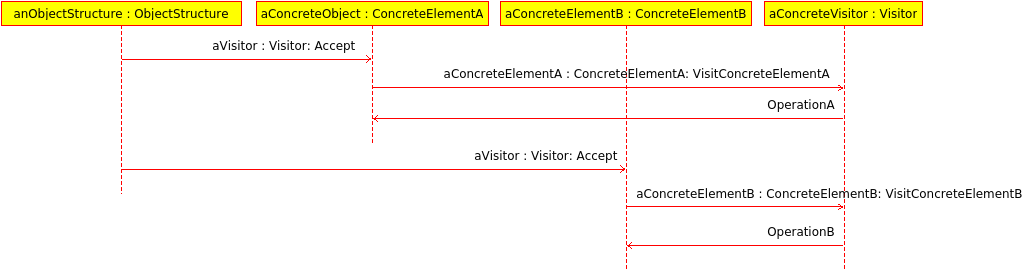 anObjectStructure : ObjectStructure
aConcreteObject : ConcreteElementA
aConcreteElementB : ConcreteElementB
aConcreteVisitor : Visitor
aVisitor : Visitor: Accept
aConcreteElementA : ConcreteElementA: VisitConcreteElementA
OperationA
aVisitor : Visitor: Accept
aConcreteElementB : ConcreteElementB: VisitConcreteElementB
OperationB